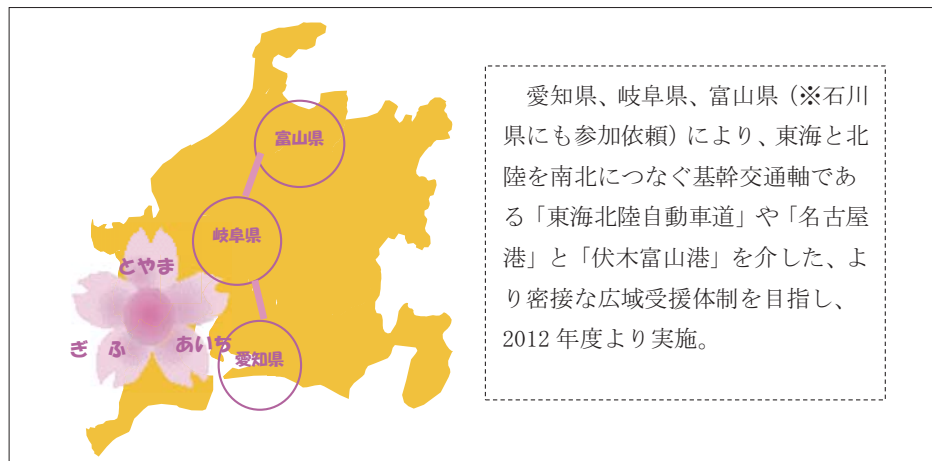 富山県
岐阜県
とやま
ぎ ふ
あいち
愛知県
愛知県、岐阜県、富山県（※石川
県にも参加依頼）により、東海と北
陸を南北につなぐ基幹交通軸であ
る「東海北陸自動車道」や「名古屋
港」と「伏木富山港」を介した、よ
り密接な広域受援体制を目指し、
2012 年度より実施。